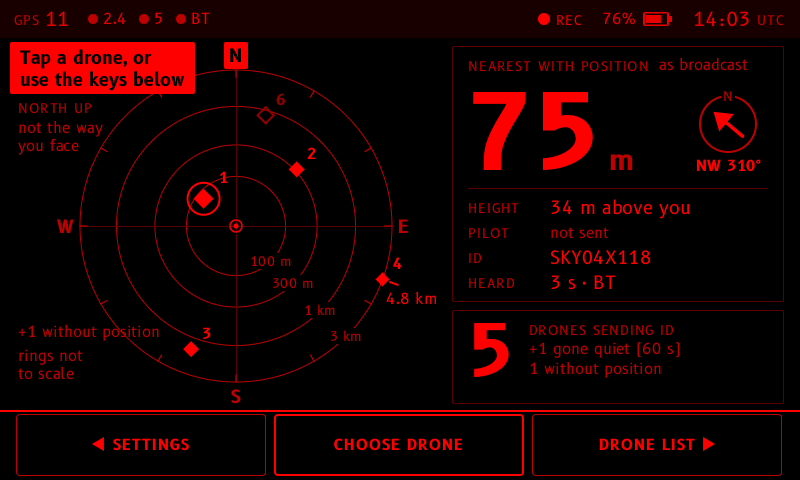 GPS 11 2.4 5 BT REC 76% 14:03 UTC
Tap a drone, or
use the keys below
N
NORTH UP
not the way
you face
6
2
1
W
E
100 m
300 m
1 km
3 km
4
4.8 km
3
+1 without position
rings not
to scale
S
NEAREST WITH POSITION as broadcast
75 m
N
NW 310°
HEIGHT 34 m above you
PILOT not sent
ID SKY04X118
HEARD 3 s · BT
5
DRONES SENDING ID
+1 gone quiet (60 s)
1 without position
◀ SETTINGS
CHOOSE DRONE
DRONE LIST ▶